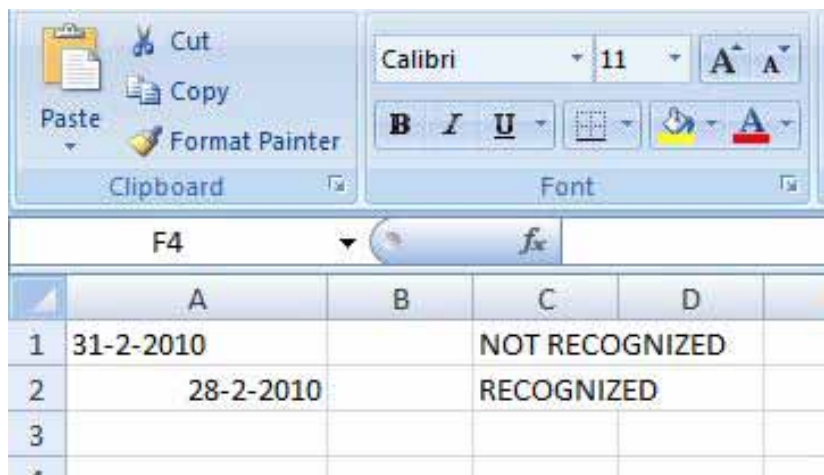 Cut
Copy
Paste
Format Painter
Clipboard
Calibri 11 A A
B I U A
Font
F4 fx
A B C D
1 31-2-2010 NOT RECOGNIZED
2 28-2-2010 RECOGNIZED
3